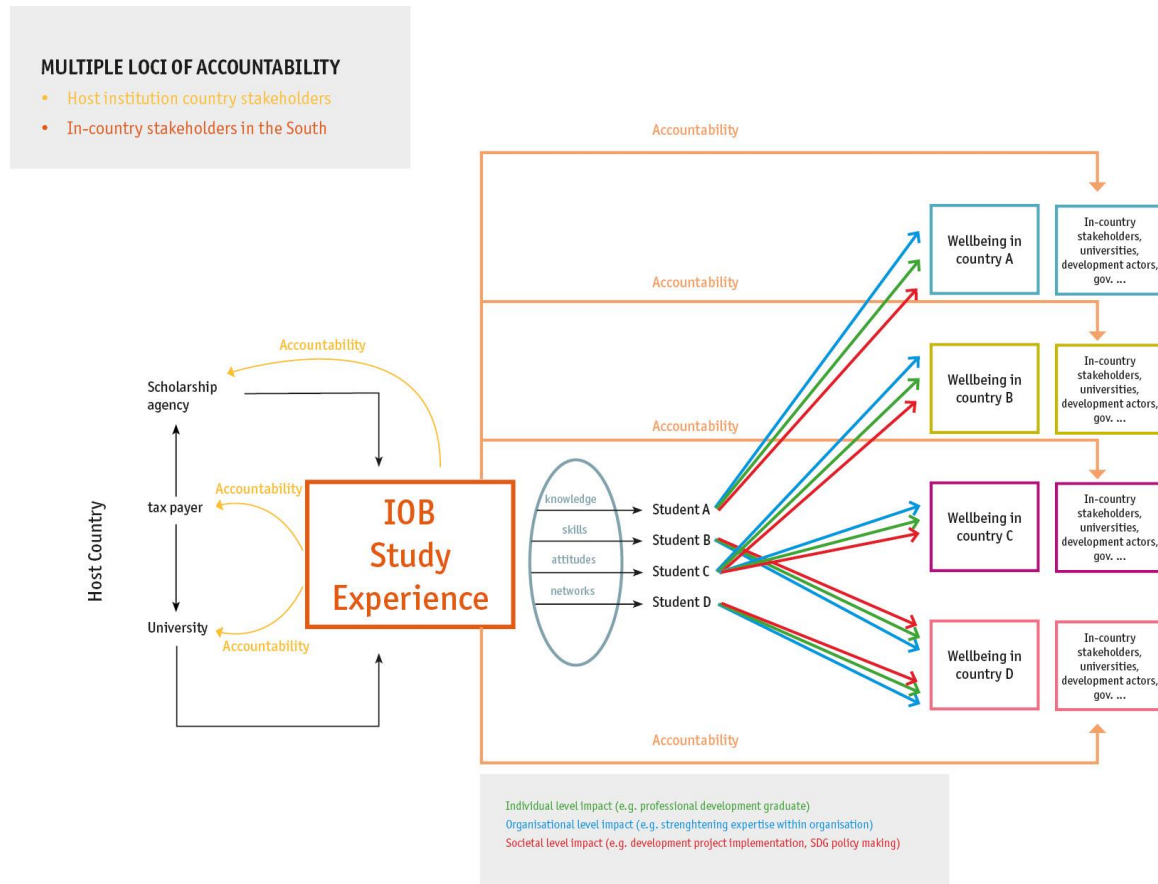 MULTIPLE LOCI OF ACCOUNTABILITY
• Host institution country stakeholders
• In-country stakeholders in the South
Accountability
Wellbeing in
country A
In-country
stakeholders,
universities,
development actors,
gov. ...
Accountability
Wellbeing in
country B
In-country
stakeholders,
universities,
development actors,
gov. ...
Accountability
Wellbeing in
country C
In-country
stakeholders,
universities,
development actors,
gov. ...
Wellbeing in
country D
In-country
stakeholders,
universities,
development actors,
gov. ...
Accountability
Host Country
Accountability
Scholarship
agency
Accountability
tax payer
University
Accountability
IOB
Study
Experience
knowledge
skills
attitudes
networks
Student A
Student B
Student C
Student D
Individual level impact (e.g. professional development graduate)
Organisational level impact (e.g. strenghtening expertise within organisation)
Societal level impact (e.g. development project implementation, SDG policy making)